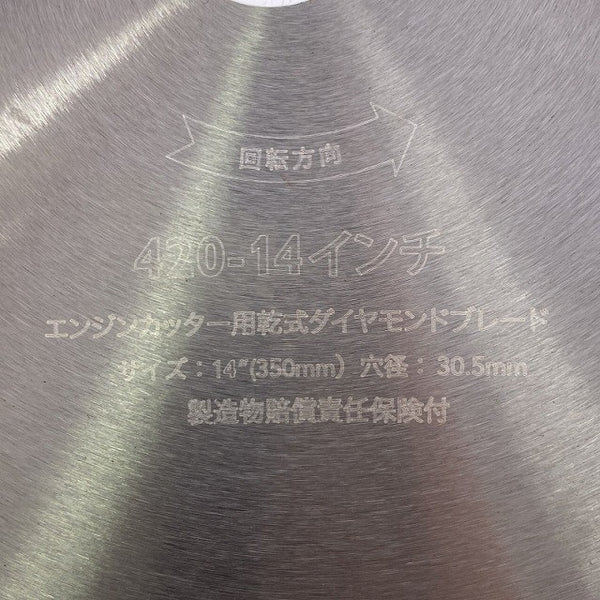 回転方向
420-14インチ
エンジンカッター用乾式ダイヤモンドブレード
サイズ：14"(350mm) 穴径：30.5mm
製造物賠償責任保険付